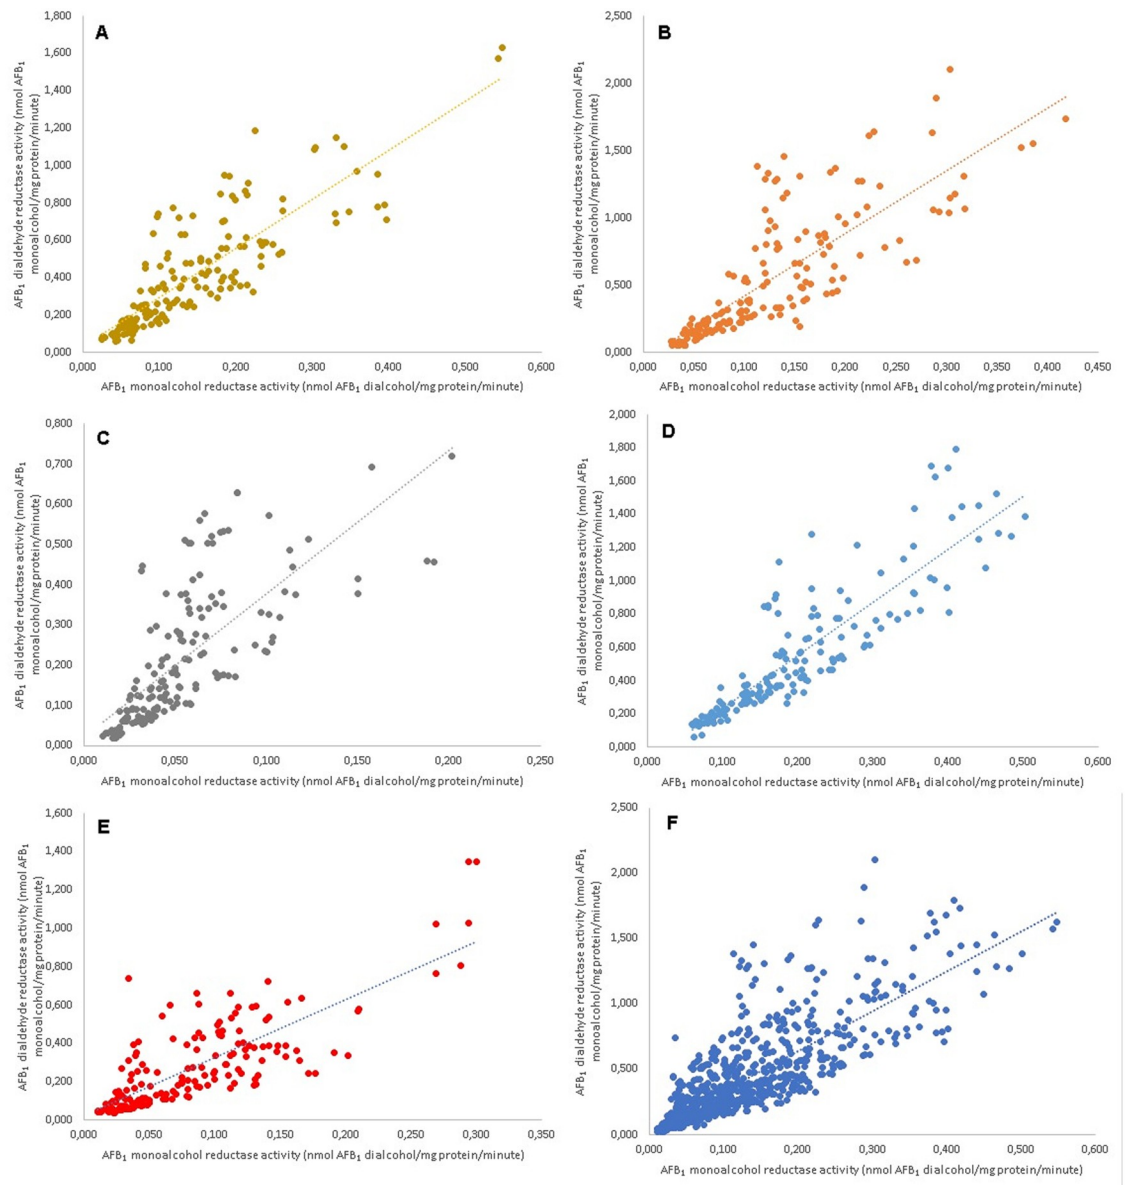 A
AFB1 dialdehyde reductase activity (nmol AFB1
monoalcohol/mg protein/minute)
1,800
1,600
1,400
1,200
1,000
0,800
0,600
0,400
0,200
0,000
0,000 0,100 0,200 0,300 0,400 0,500 0,600
AFB1 monoalcohol reductase activity (nmol AFB1 dialcohol/mg protein/minute)
B
AFB1 dialdehyde reductase activity (nmol AFB1
monoalcohol/mg protein/minute)
2,500
2,000
1,500
1,000
0,500
0,000
0,000 0,050 0,100 0,150 0,200 0,250 0,300 0,350 0,400 0,450
AFB1 monoalcohol reductase activity (nmol AFB1 dialcohol/mg protein/minute)
C
AFB1 dialdehyde reductase activity (nmol AFB1
monoalcohol/mg protein/minute)
0,800
0,700
0,600
0,500
0,400
0,300
0,200
0,100
0,000
0,000 0,050 0,100 0,150 0,200 0,250
AFB1 monoalcohol reductase activity (nmol AFB1 dialcohol/mg protein/minute)
D
AFB1 dialdehyde reductase activity (nmol AFB1
monoalcohol/mg protein/minute)
2,000
1,800
1,600
1,400
1,200
1,000
0,800
0,600
0,400
0,200
0,000
0,000 0,100 0,200 0,300 0,400 0,500 0,600
AFB1 monoalcohol reductase activity (nmol AFB1 dialcohol/mg protein/minute)
E
AFB1 dialdehyde reductase activity (nmol AFB1
monoalcohol/mg protein/minute)
1,600
1,400
1,200
1,000
0,800
0,600
0,400
0,200
0,000
0,000 0,050 0,100 0,150 0,200 0,250 0,300 0,350
AFB1 monoalcohol reductase activity (nmol AFB1 dialcohol/mg protein/minute)
F
AFB1 dialdehyde reductase activity (nmol AFB1
monoalcohol/mg protein/minute)
2,500
2,000
1,500
1,000
0,500
0,000
0,000 0,100 0,200 0,300 0,400 0,500 0,600
AFB1 monoalcohol reductase activity (nmol AFB1 dialcohol/mg protein/minute)